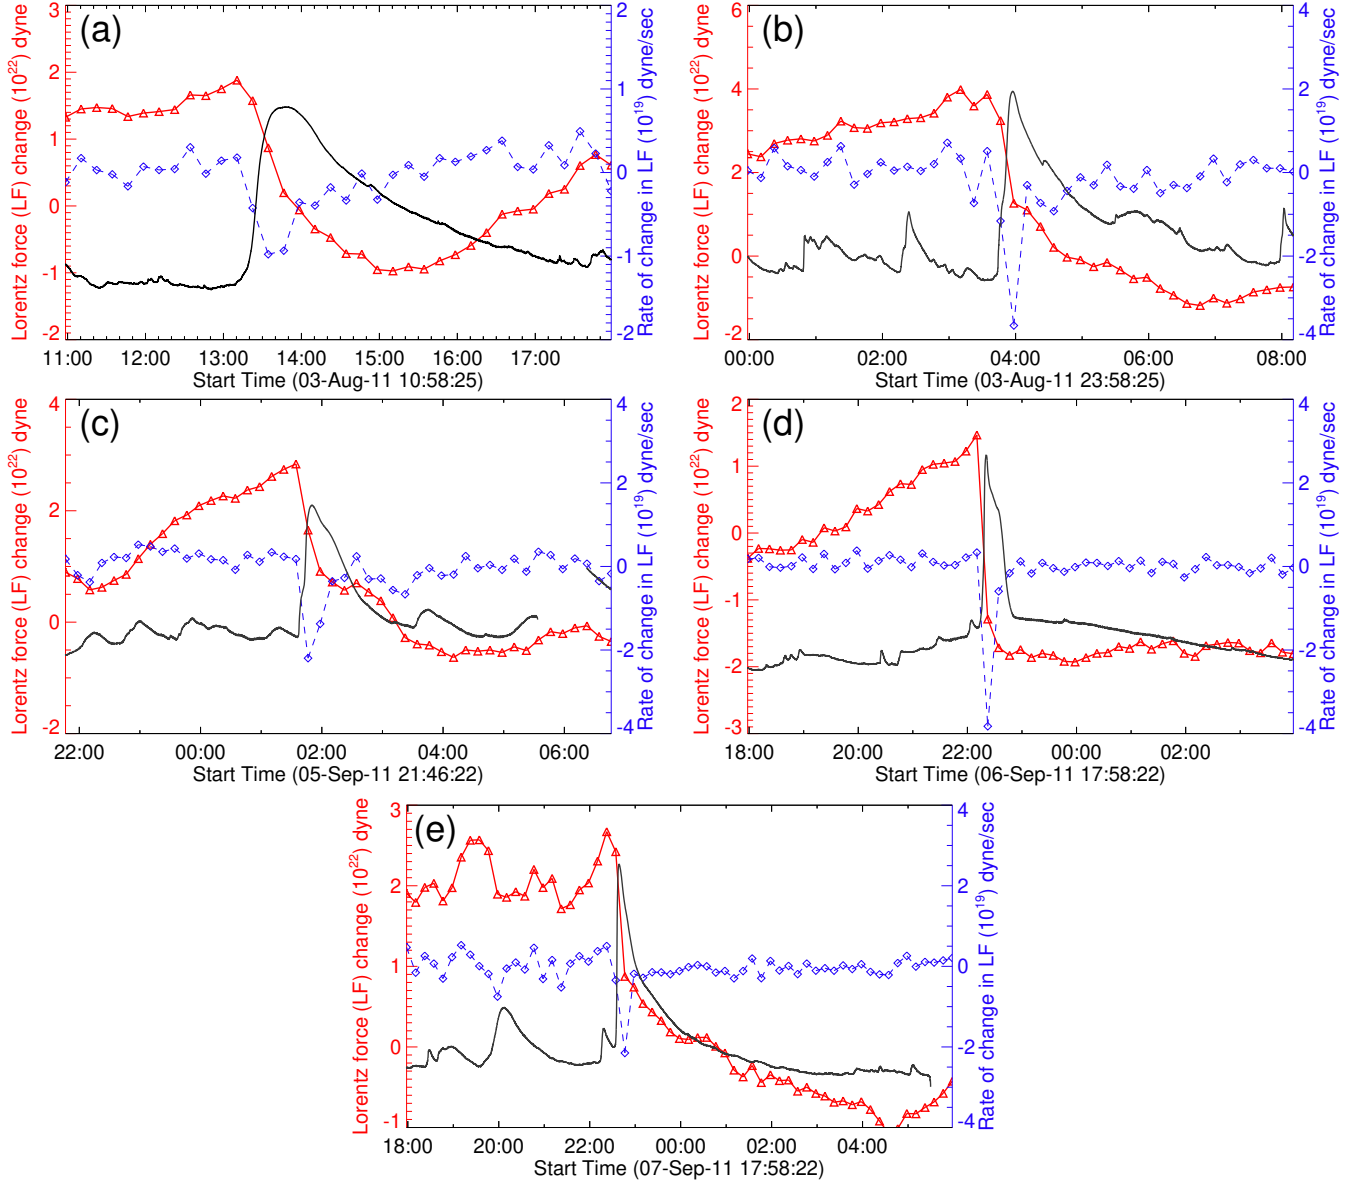 (a)
Lorentz force (LF) change (10^22) dyne
3
2
1
0
-1
-2
2
1
0
-1
-2
Rate of change in LF (10^19) dyne/sec
11:00 12:00 13:00 14:00 15:00 16:00 17:00
Start Time (03-Aug-11 10:58:25)
(b)
Lorentz force (LF) change (10^22) dyne
6
4
2
0
-2
4
2
0
-2
-4
Rate of change in LF (10^19) dyne/sec
00:00 02:00 04:00 06:00 08:00
Start Time (03-Aug-11 23:58:25)
(c)
Lorentz force (LF) change (10^22) dyne
4
2
0
-2
4
2
0
-2
-4
Rate of change in LF (10^19) dyne/sec
22:00 00:00 02:00 04:00 06:00
Start Time (05-Sep-11 21:46:22)
(d)
Lorentz force (LF) change (10^22) dyne
2
1
0
-1
-2
-3
4
2
0
-2
-4
Rate of change in LF (10^19) dyne/sec
18:00 20:00 22:00 00:00 02:00
Start Time (06-Sep-11 17:58:22)
(e)
Lorentz force (LF) change (10^22) dyne
3
2
1
0
-1
4
2
0
-2
-4
Rate of change in LF (10^19) dyne/sec
18:00 20:00 22:00 00:00 02:00 04:00
Start Time (07-Sep-11 17:58:22)